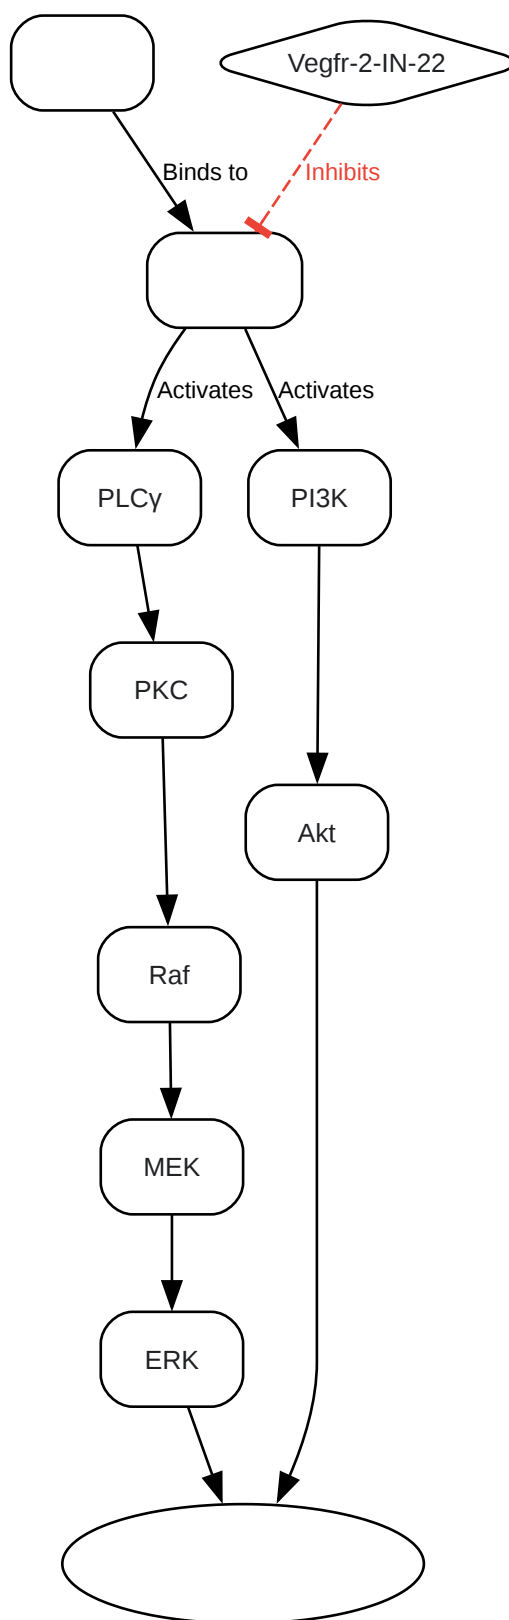 Vegfr-2-IN-22
Binds to
Inhibits
Activates
Activates
PLCγ
PI3K
PKC
Akt
Raf
MEK
ERK